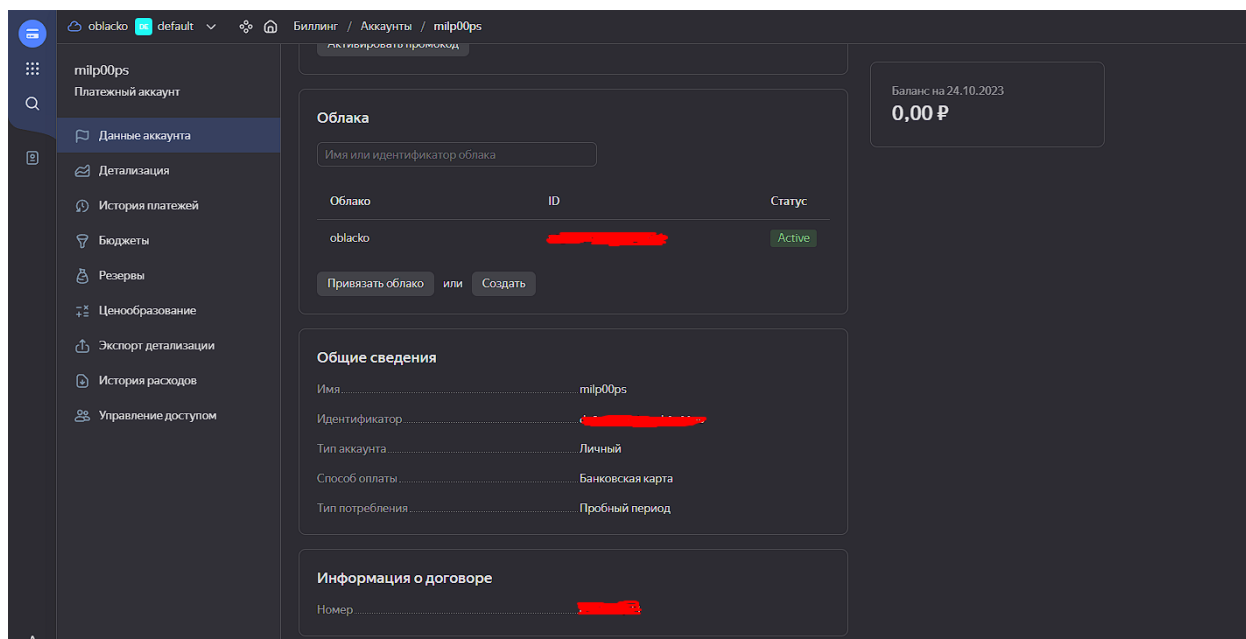 oblacko DE default Биллинг / Аккаунты / milp00ps
milp00ps
Платежный аккаунт
Данные аккаунта
Детализация
История платежей
Бюджеты
Резервы
Ценообразование
Экспорт детализации
История расходов
Управление доступом
Активировать промокод
Облака
Имя или идентификатор облака
Облако ID Статус
oblacko Active
Привязать облако или Создать
Общие сведения
Имя milp00ps
Идентификатор
Тип аккаунта Личный
Способ оплаты Банковская карта
Тип потребления Пробный период
Информация о договоре
Номер
Баланс на 24.10.2023
0,00 ₽